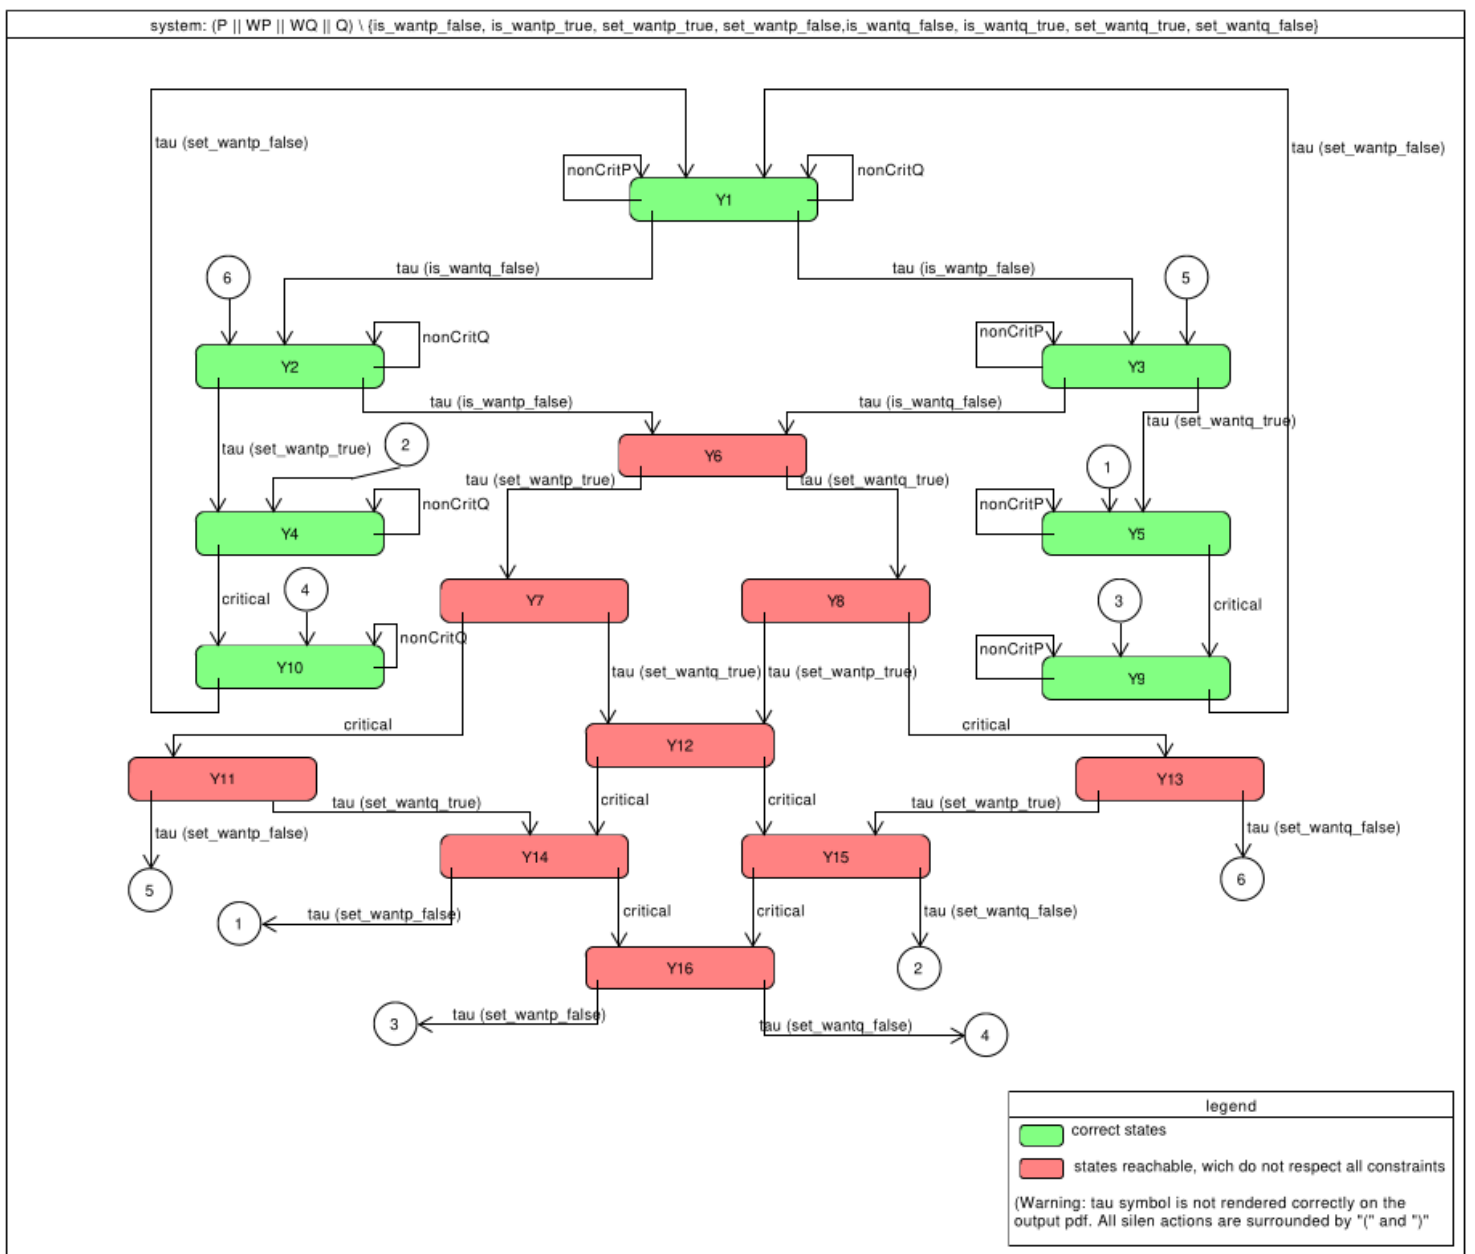 system: (P || WP || WQ || Q) \ {is_wantp_false, is_wantp_true, set_wantp_true, set_wantp_false,is_wantq_false, is_wantq_true, set_wantq_true, set_wantq_false}
tau (set_wantp_false)
tau (set_wantp_false)
nonCritP
nonCritQ
Y1
tau (is_wantq_false)
tau (is_wantp_false)
6
5
nonCritQ
nonCritP
Y2
Y3
tau (is_wantp_false)
tau (is_wantq_false)
tau (set_wantq_true)
tau (set_wantp_true)
2
Y6
1
tau (set_wantp_true)
tau (set_wantq_true)
nonCritQ
nonCritP
Y4
Y5
4
critical
Y7
Y8
3
critical
nonCritQ
nonCritP
Y10
tau (set_wantq_true)
tau (set_wantp_true)
Y9
critical
critical
Y12
Y11
Y13
tau (set_wantq_true)
critical
critical
tau (set_wantp_true)
tau (set_wantp_false)
tau (set_wantq_false)
Y14
Y15
5
6
1
tau (set_wantp_false)
critical
critical
tau (set_wantq_false)
Y16
2
3
tau (set_wantp_false)
tau (set_wantq_false)
4
legend
correct states
states reachable, wich do not respect all constraints
(Warning: tau symbol is not rendered correctly on the
output pdf. All silen actions are surrounded by "(" and ")"